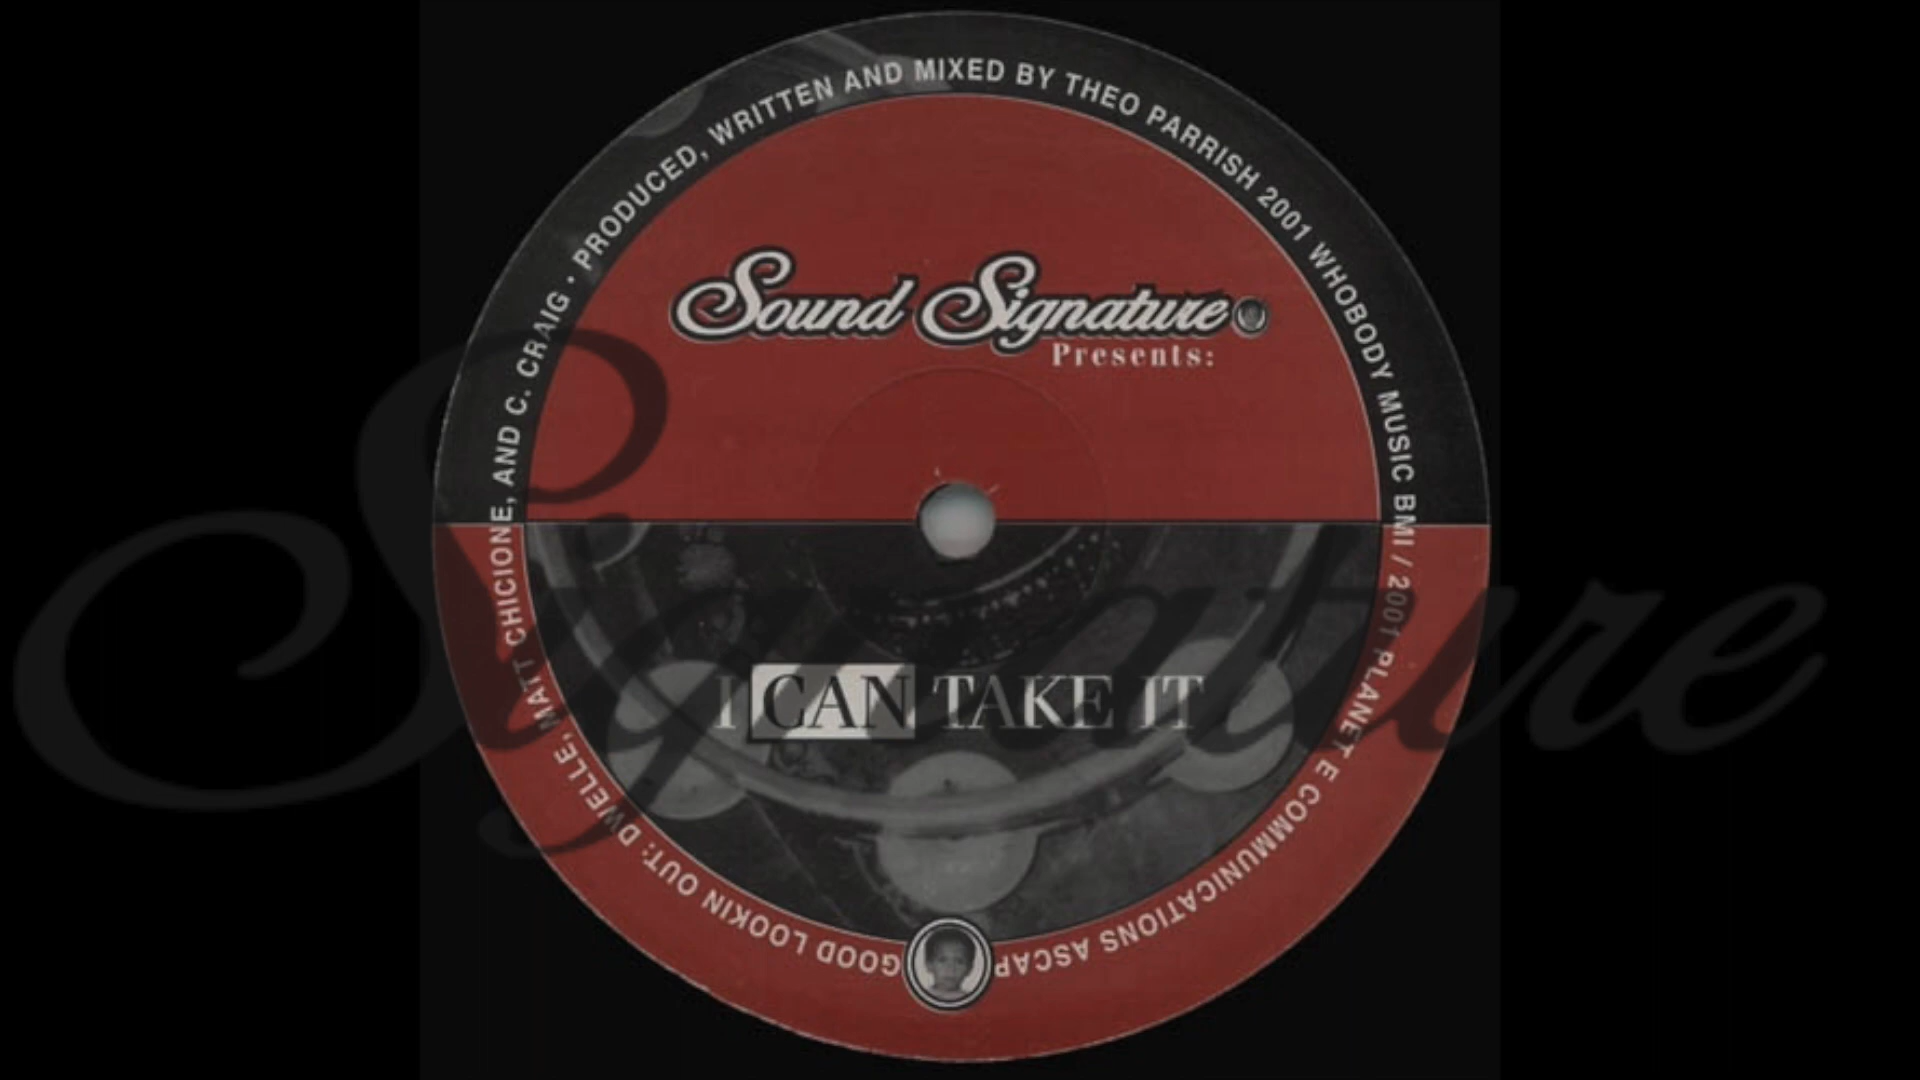 Sound Signature
Presents:
I CAN TAKE IT
GOOD LOOKIN OUT: DWELLE, MATT CHICIONE, AND C. CRAIG • PRODUCED, WRITTEN AND MIXED BY THEO PARRISH 2001 WHOBODY MUSIC BMI / 2001 PLANET E COMMUNICATIONS ASCAP
Signature